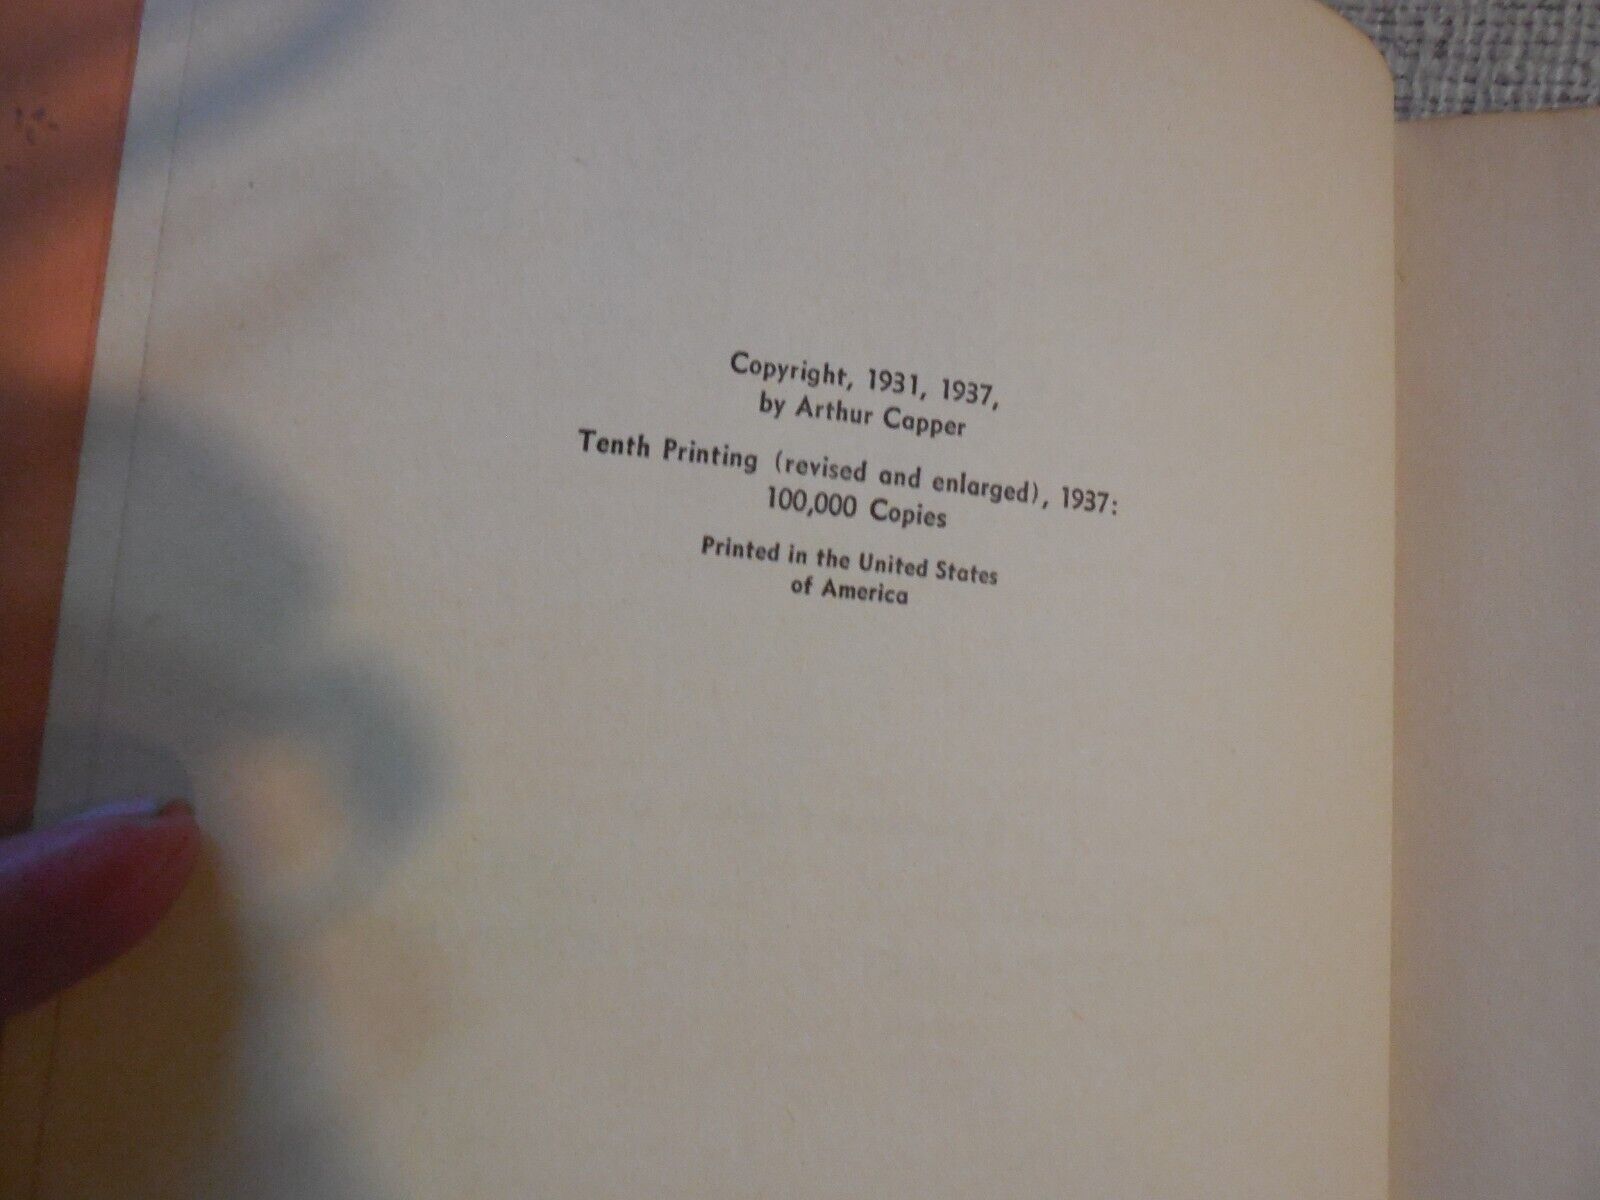 Copyright, 1931, 1937,
by Arthur Capper
Tenth Printing (revised and enlarged), 1937:
100,000 Copies
Printed in the United States
of America